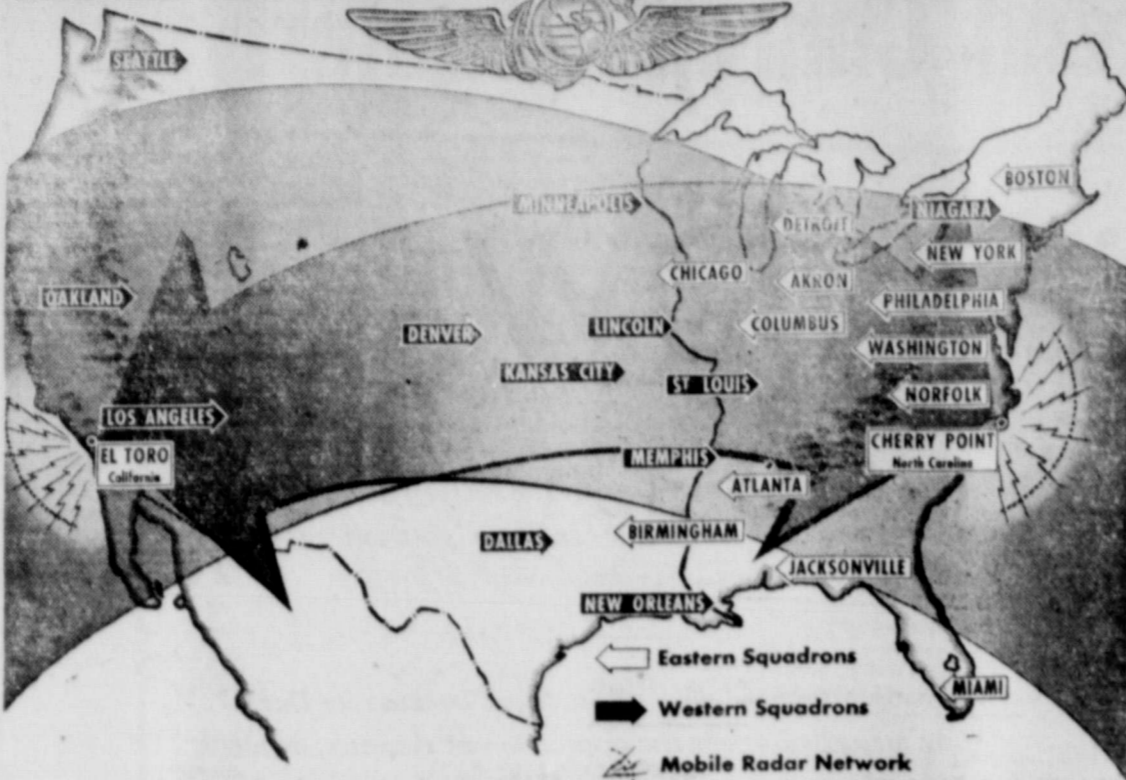 SEATTLE
BOSTON
MINNEAPOLIS
NIAGARA
DETROIT
NEW YORK
CHICAGO
AKRON
OAKLAND
PHILADELPHIA
DENVER
LINCOLN
COLUMBUS
WASHINGTON
KANSAS CITY
ST LOUIS
NORFOLK
LOS ANGELES
EL TORO
California
CHERRY POINT
North Carolina
MEMPHIS
ATLANTA
DALLAS
BIRMINGHAM
JACKSONVILLE
NEW ORLEANS
Eastern Squadrons
MIAMI
Western Squadrons
Mobile Radar Network